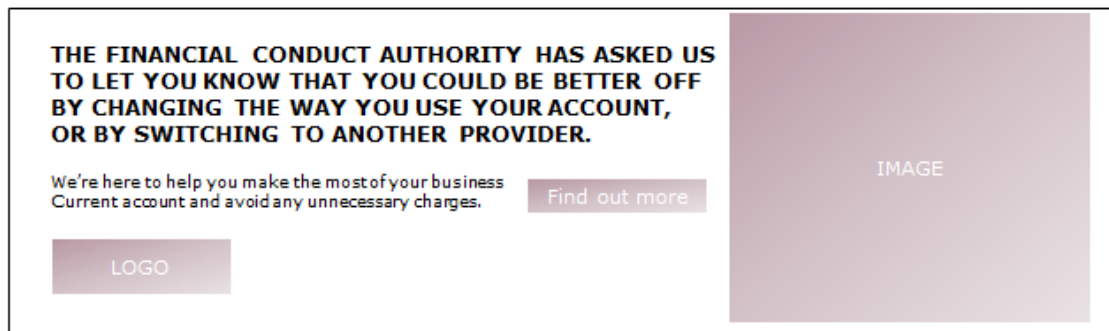 THE FINANCIAL CONDUCT AUTHORITY HAS ASKED US
TO LET YOU KNOW THAT YOU COULD BE BETTER OFF
BY CHANGING THE WAY YOU USE YOUR ACCOUNT,
OR BY SWITCHING TO ANOTHER PROVIDER.
We’re here to help you make the most of your business
Current account and avoid any unnecessary charges.
Find out more
LOGO
IMAGE